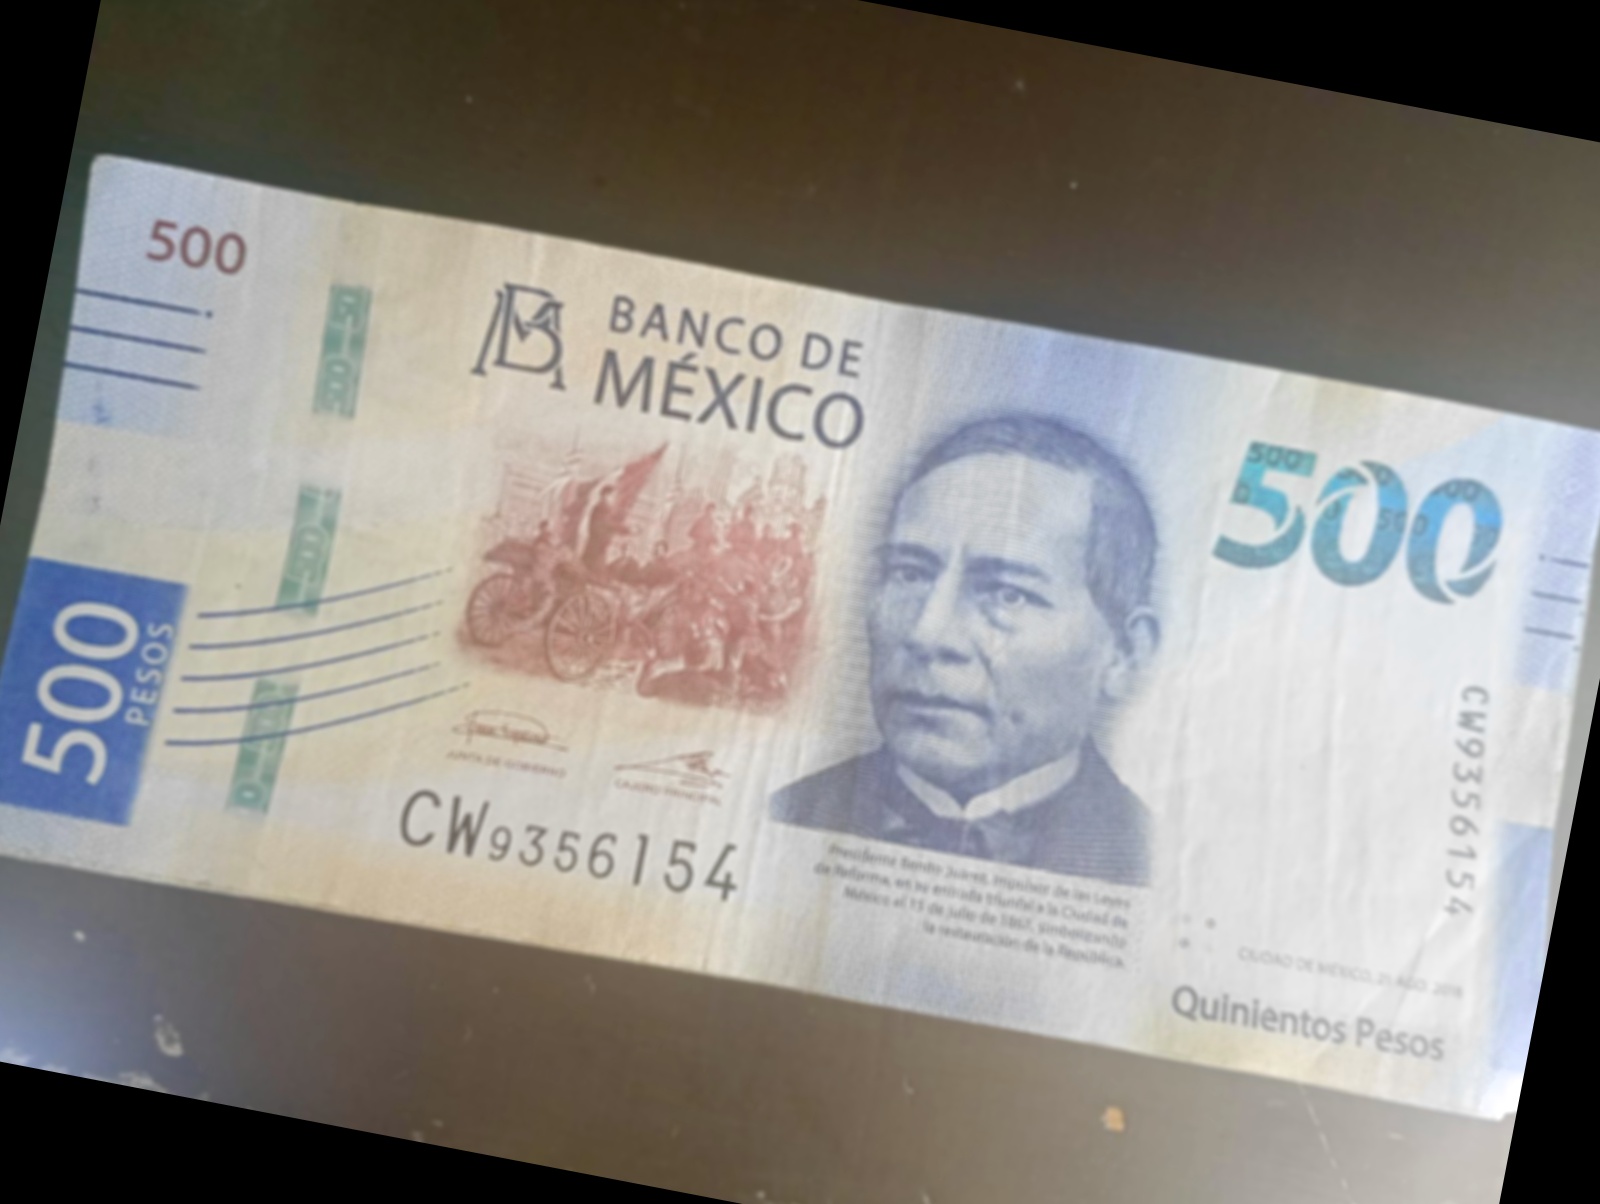 500
BANCO DE
MÉXICO
500
500
PESOS
JUNTA DE GOBIERNO
CAJERO PRINCIPAL
CW9356154
Presidente Benito Juárez, impulsor de las Leyes
de Reforma, en su entrada triunfal a la Ciudad de
México el 15 de julio de 1867, simbolizando
la restauración de la República.
CW9356154
CIUDAD DE MÉXICO, 21 AGO. 
Quinientos Pesos